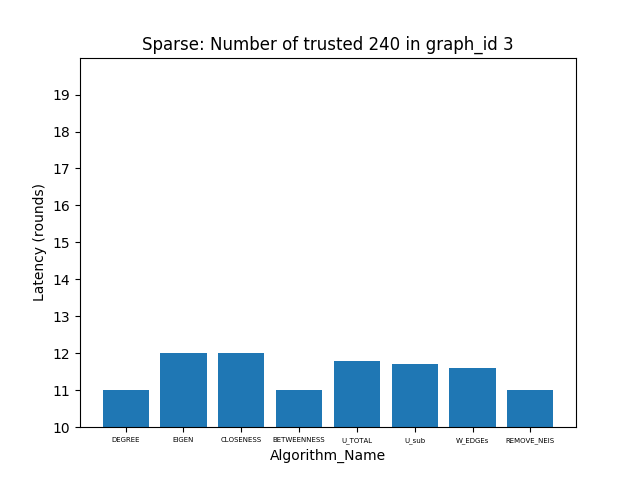 Sparse: Number of trusted 240 in graph_id 3
19
18
17
16
15
14
13
12
11
10
Latency (rounds)
DEGREE EIGEN CLOSENESS BETWEENNESS U_TOTAL U_sub W_EDGEs REMOVE_NEIS
Algorithm_Name